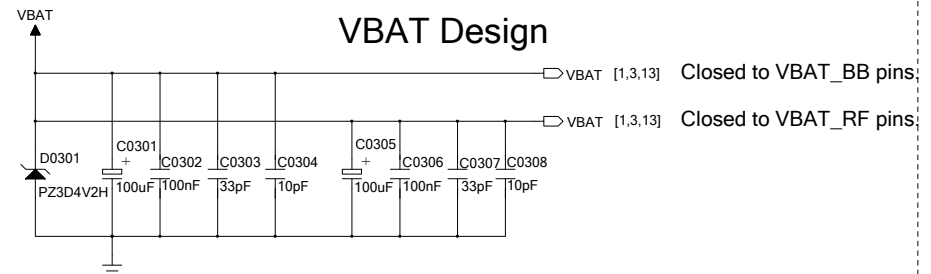 VBAT
VBAT Design
VBAT [1,3,13] Closed to VBAT_BB pins.
VBAT [1,3,13] Closed to VBAT_RF pins.
D0301
PZ3D4V2H
C0301
+
100uF
C0302
100nF
C0303
33pF
C0304
10pF
C0305
+
100uF
C0306
100nF
C0307
33pF
C0308
10pF